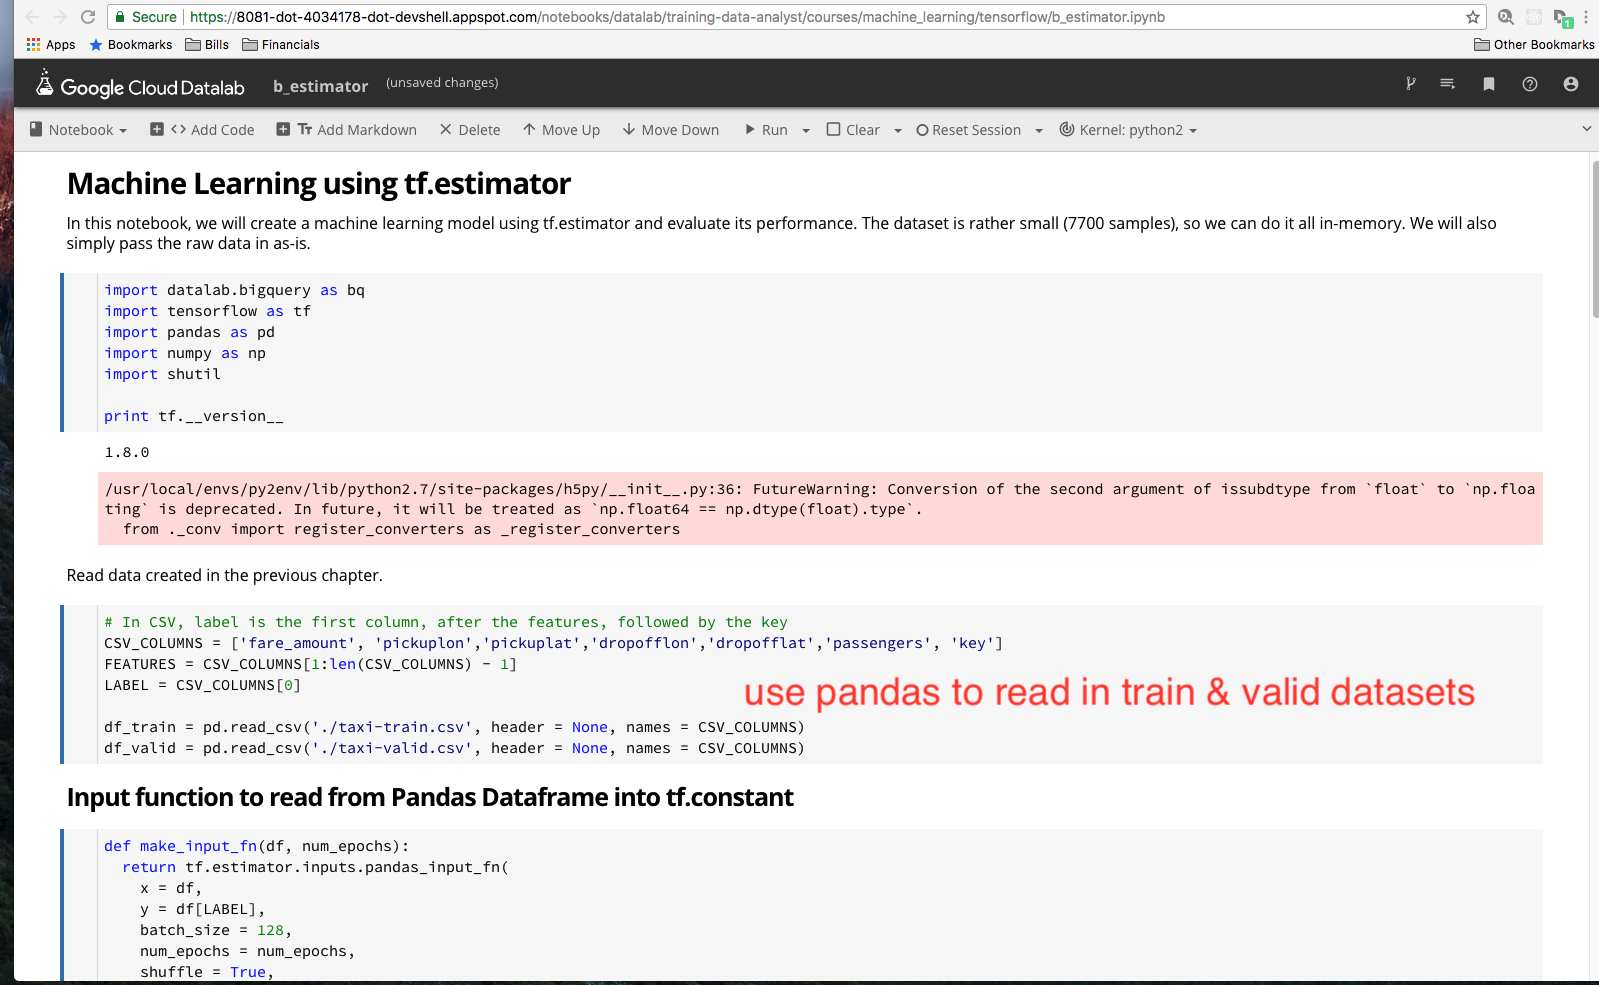 Secure https://8081-dot-4034178-dot-devshell.appspot.com/notebooks/datalab/training-data-analyst/courses/machine_learning/tensorflow/b_estimator.ipynb
Apps Bookmarks Bills Financials Other Bookmarks
Google Cloud Datalab b_estimator (unsaved changes)
Notebook Add Code Add Markdown Delete Move Up Move Down Run Clear Reset Session Kernel: python2
Machine Learning using tf.estimator
In this notebook, we will create a machine learning model using tf.estimator and evaluate its performance. The dataset is rather small (7700 samples), so we can do it all in-memory. We will also
simply pass the raw data in as-is.
import datalab.bigquery as bq
import tensorflow as tf
import pandas as pd
import numpy as np
import shutil
print tf.__version__
1.8.0
/usr/local/envs/py2env/lib/python2.7/site-packages/h5py/__init__.py:36: FutureWarning: Conversion of the second argument of issubdtype from `float` to `np.floa
ting` is deprecated. In future, it will be treated as `np.float64 == np.dtype(float).type`.
from ._conv import register_converters as _register_converters
Read data created in the previous chapter.
# In CSV, label is the first column, after the features, followed by the key
CSV_COLUMNS = ['fare_amount', 'pickuplon','pickuplat','dropofflon','dropofflat','passengers', 'key']
FEATURES = CSV_COLUMNS[1:len(CSV_COLUMNS) - 1]
LABEL = CSV_COLUMNS[0]
use pandas to read in train & valid datasets
df_train = pd.read_csv('./taxi-train.csv', header = None, names = CSV_COLUMNS)
df_valid = pd.read_csv('./taxi-valid.csv', header = None, names = CSV_COLUMNS)
Input function to read from Pandas Dataframe into tf.constant
def make_input_fn(df, num_epochs):
return tf.estimator.inputs.pandas_input_fn(
x = df,
y = df[LABEL],
batch_size = 128,
num_epochs = num_epochs,
shuffle = True,